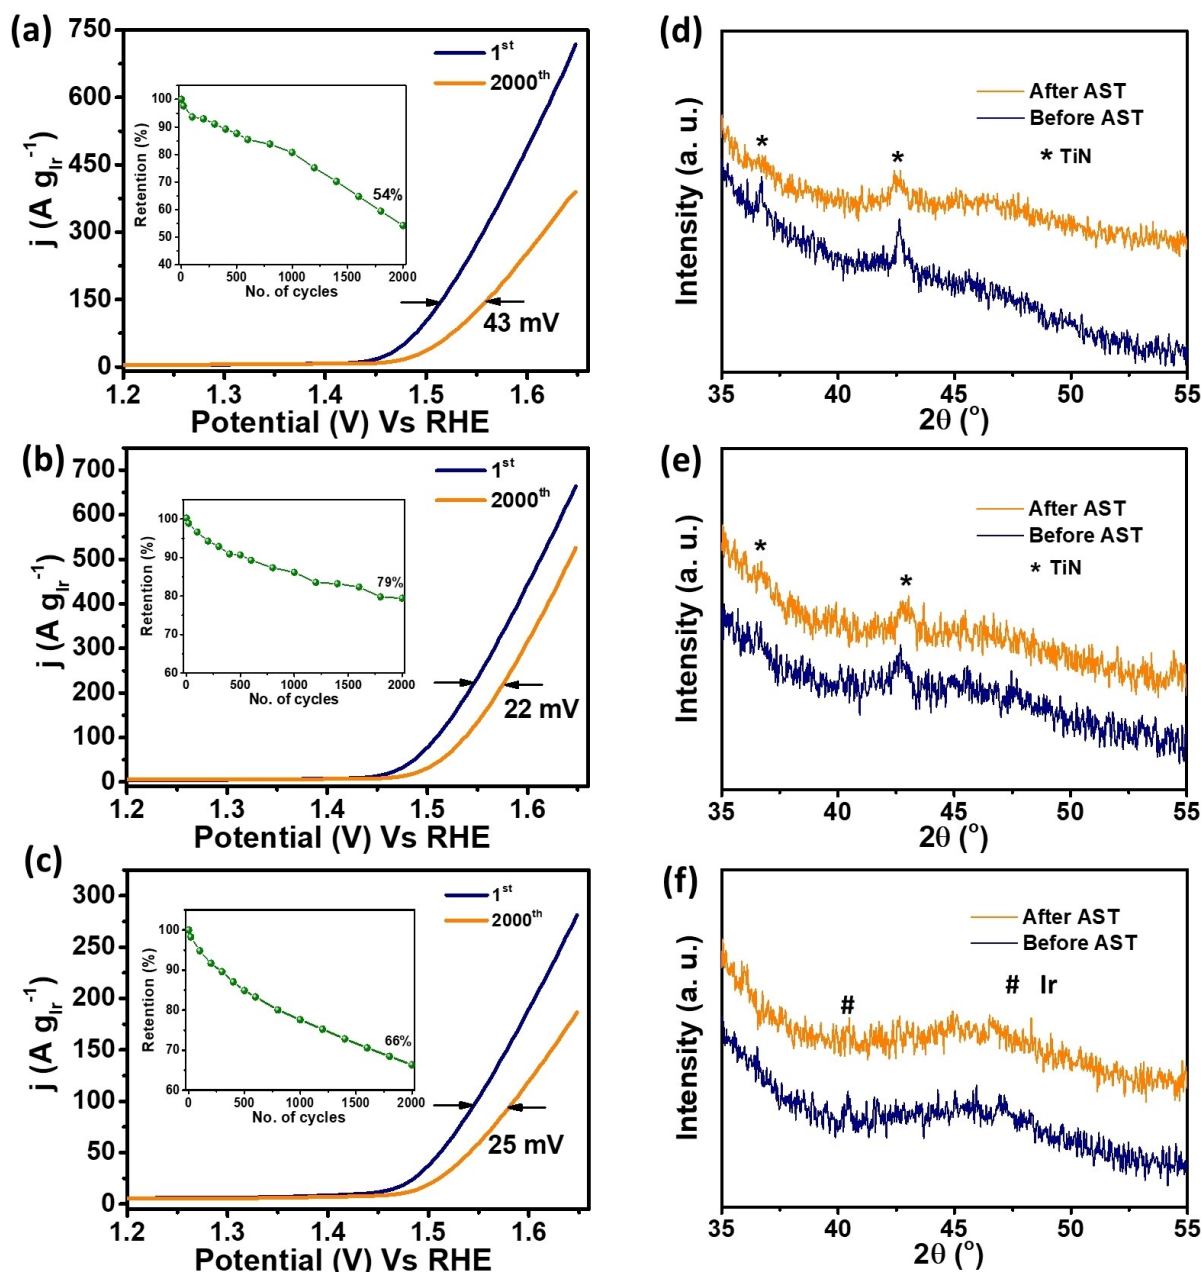 (a)
750
600
450
300
150
0
j (A g_Ir^-1)
1st
2000th
100
90
80
70
60
50
40
Retention (%)
54%
0 500 1000 1500 2000
No. of cycles
43 mV
1.2 1.3 1.4 1.5 1.6
Potential (V) Vs RHE
(d)
Intensity (a. u.)
After AST
Before AST
* TiN
*
*
35 40 45 50 55
2θ (°)
(b)
700
600
500
400
300
200
100
0
j (A g_Ir^-1)
1st
2000th
100
90
80
70
60
Retention (%)
79%
0 500 1000 1500 2000
No. of cycles
22 mV
1.2 1.3 1.4 1.5 1.6
Potential (V) Vs RHE
(e)
Intensity (a. u.)
After AST
Before AST
* TiN
*
*
35 40 45 50 55
2θ (°)
(c)
300
250
200
150
100
50
0
j (A g_Ir^-1)
1st
2000th
100
90
80
70
60
Retention (%)
66%
0 500 1000 1500 2000
No. of cycles
25 mV
1.2 1.3 1.4 1.5 1.6
Potential (V) Vs RHE
(f)
Intensity (a. u.)
After AST
Before AST
# Ir
#
35 40 45 50 55
2θ (°)